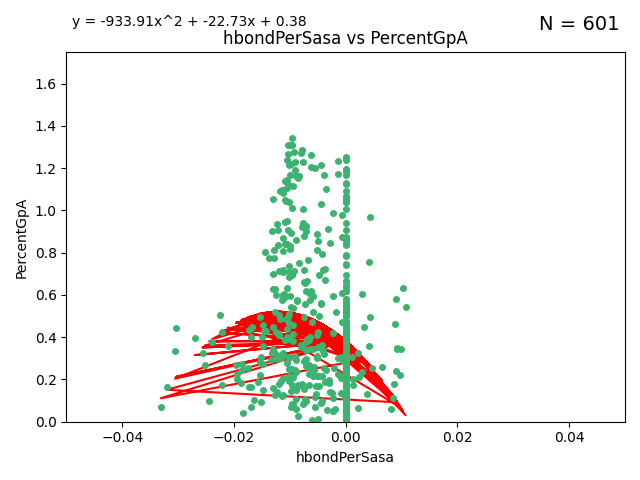 y = -933.91x^2 + -22.73x + 0.38
N = 601
hbondPerSasa vs PercentGpA
PercentGpA
1.6
1.4
1.2
1.0
0.8
0.6
0.4
0.2
0.0
−0.04
−0.02
0.00
0.02
0.04
hbondPerSasa